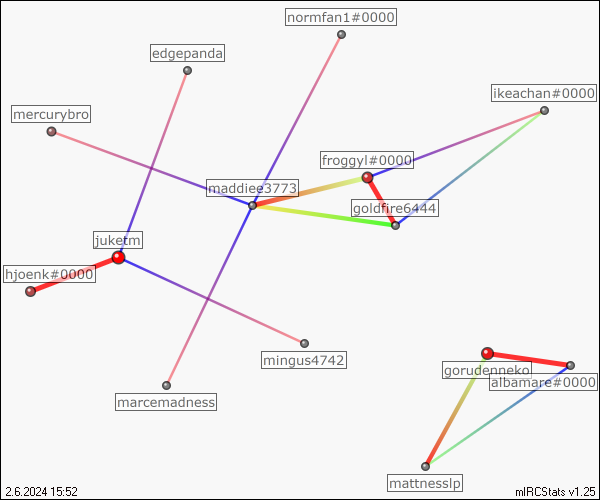 normfan1#0000
edgepanda
ikeachan#0000
mercurybro
froggyl#0000
maddiee3773
goldfire6444
juketm
hjoenk#0000
mingus4742
gorudenneko
albamare#0000
marcemadness
mattnesslp
2.6.2024 15:52
mIRCStats v1.25